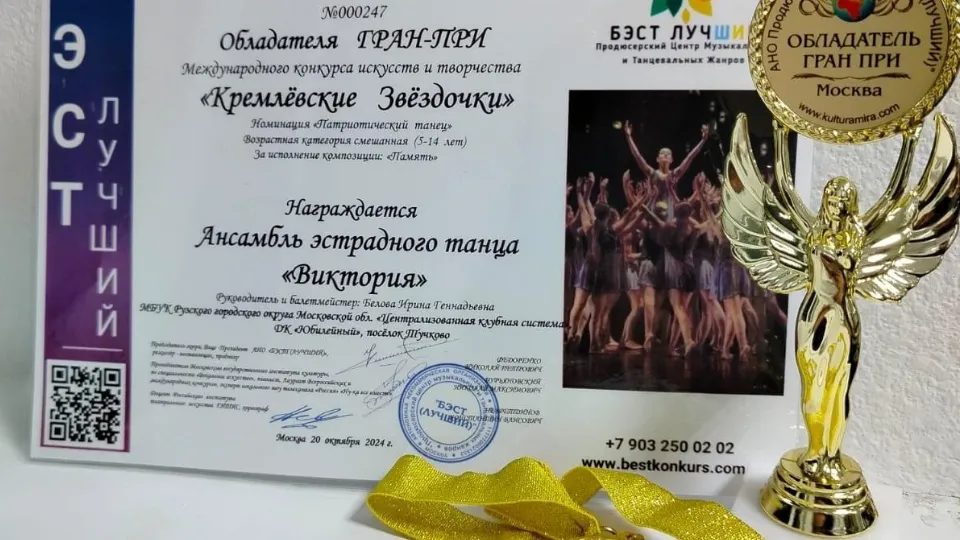 №000247
Обладателя ГРАН-ПРИ
Международного конкурса искусств и творчества
«Кремлёвские Звёздочки»
Номинация «Патриотический танец»
Возрастная категория смешанная (5-14 лет)
За исполнение композиции: «Память»
Награждается
Ансамбль эстрадного танца
«Виктория»
Руководитель и балетмейстер: Белова Ирина Геннадьевна
МБУК Рузского городского округа Московской обл. «Централизованная клубная система
ДК «Юбилейный», посёлок Тучково
Москва 20 октября 2024 г.
ЭСТ
ЛУЧШИЙ
БЭСТ ЛУЧШИ
Продюсерский Центр Музыкал
и Танцевальных Жанров
"БЭСТ
(ЛУЧШИЙ)"
+7 903 250 02 02
www.bestkonkurs.com
ОБЛАДАТЕЛЬ
ГРАН ПРИ
Москва
www.kulturamira.com